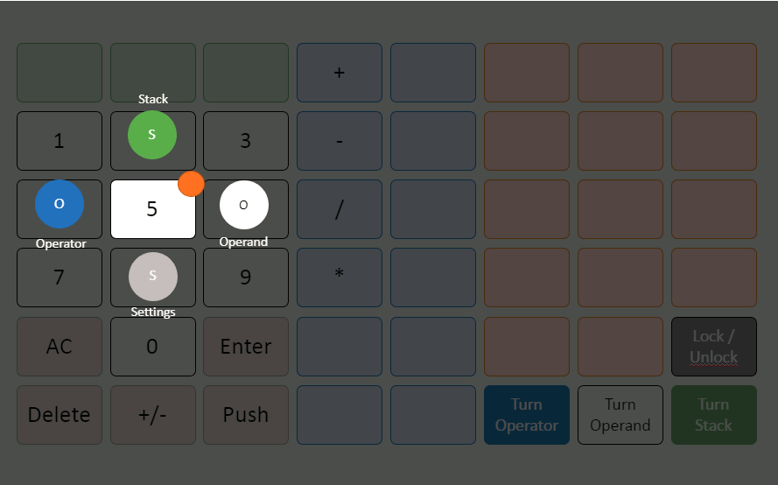 +
Stack
1
S
3
-
O
5
O
/
Operator
Operand
7
S
9
*
Settings
AC
0
Enter
Lock /
Unlock
Delete
+/-
Push
Turn
Operator
Turn
Operand
Turn
Stack